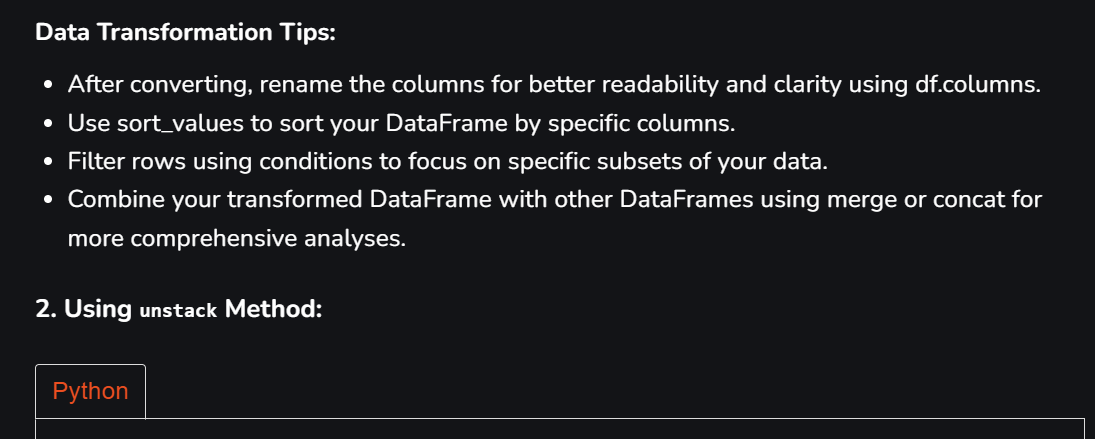 Data Transformation Tips:
• After converting, rename the columns for better readability and clarity using df.columns.
• Use sort_values to sort your DataFrame by specific columns.
• Filter rows using conditions to focus on specific subsets of your data.
• Combine your transformed DataFrame with other DataFrames using merge or concat for
more comprehensive analyses.
2. Using unstack Method:
Python